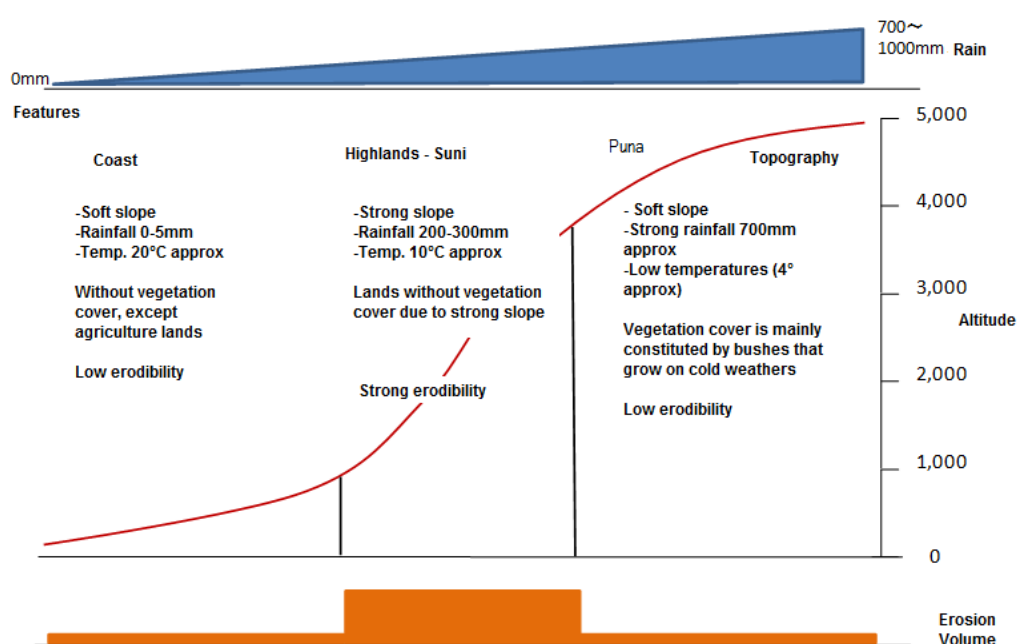 700～
1000mm Rain
0mm
Features
5,000
Coast
Highlands - Suni
Puna
Topography
-Soft slope
-Rainfall 0-5mm
-Temp. 20°C approx
Without vegetation
cover, except
agriculture lands
Low erodibility
-Strong slope
-Rainfall 200-300mm
-Temp. 10°C approx
Lands without vegetation
cover due to strong slope
Strong erodibility
- Soft slope
-Strong rainfall 700mm
approx
-Low temperatures (4°
approx)
Vegetation cover is mainly
constituted by bushes that
grow on cold weathers
Low erodibility
4,000
3,000
Altitude
2,000
1,000
0
Erosion
Volume